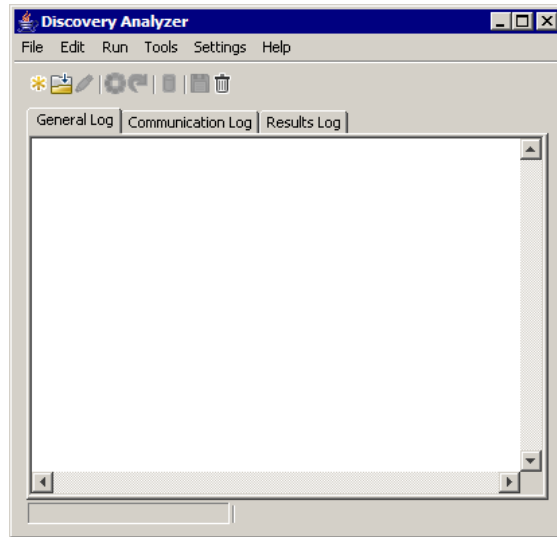 Discovery Analyzer
File Edit Run Tools Settings Help
General Log Communication Log Results Log